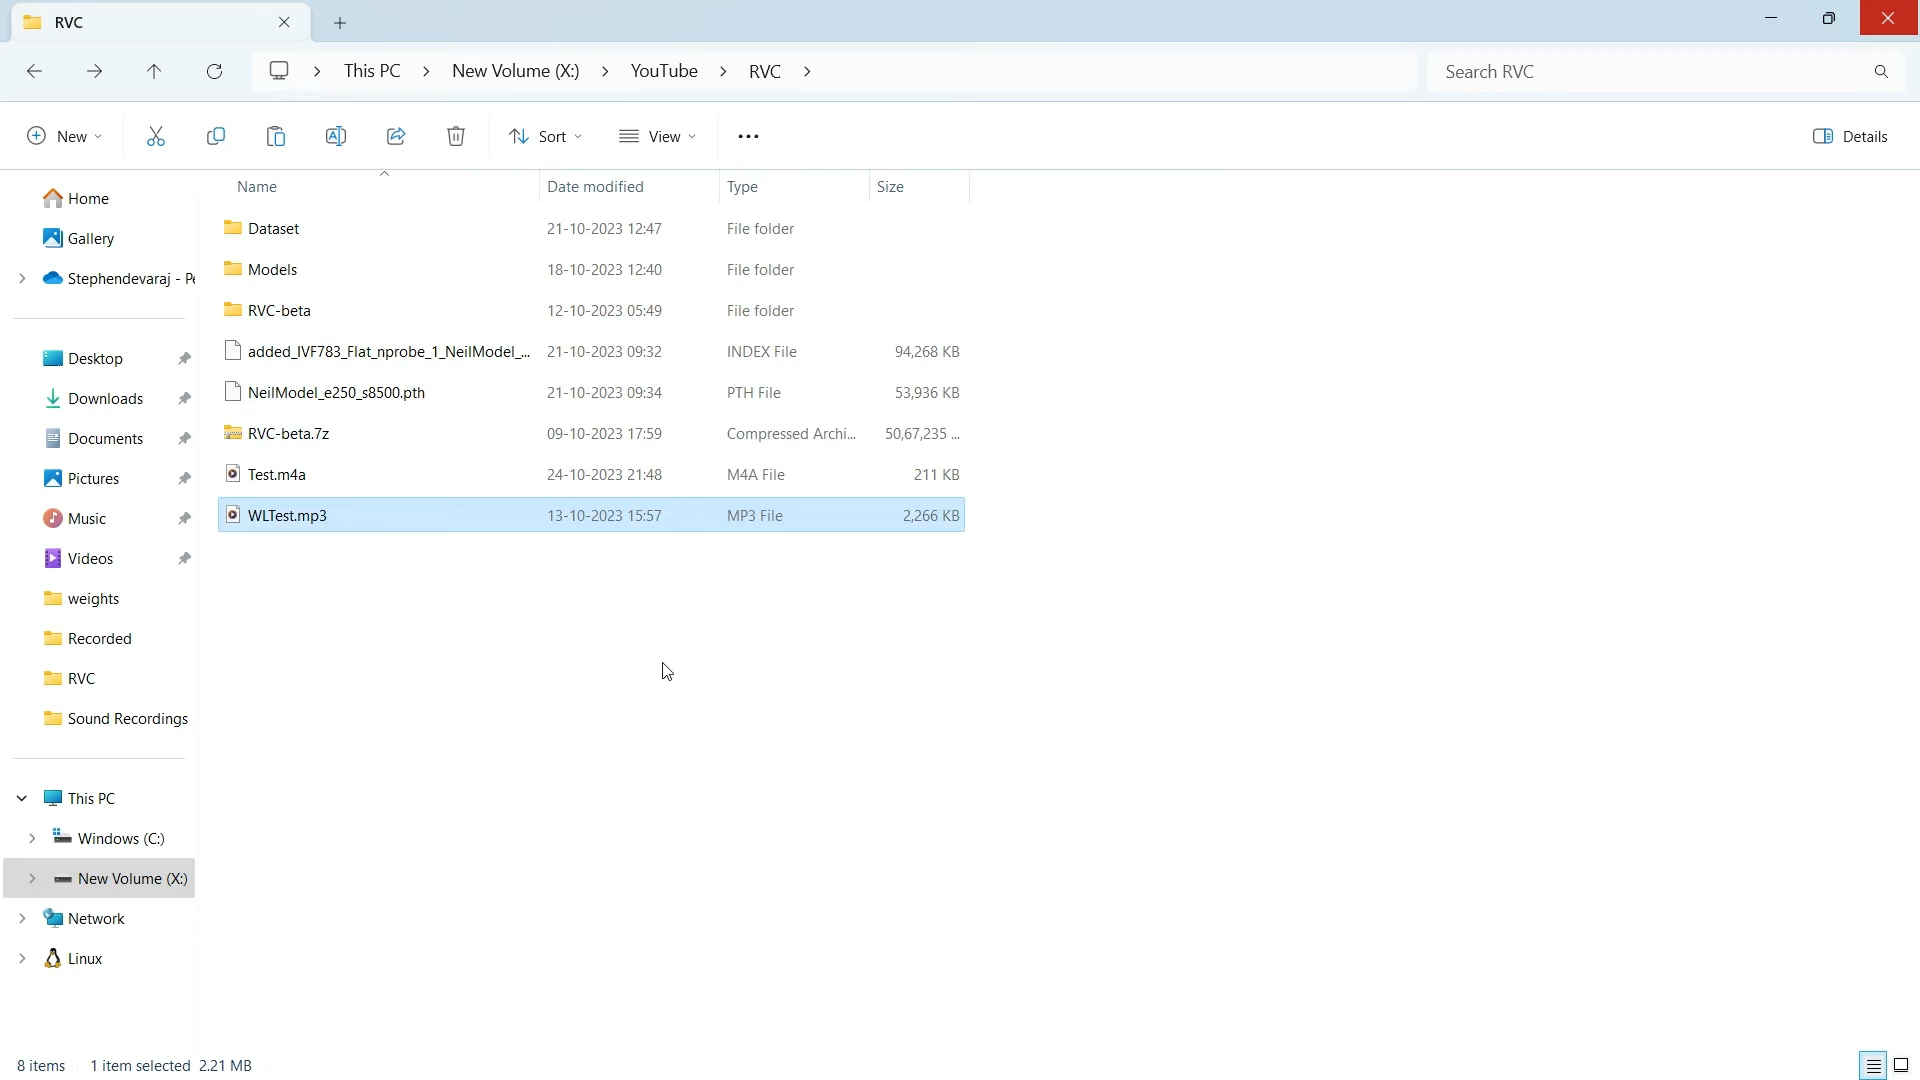 RVC
This PC > New Volume (X:) > YouTube > RVC >
Search RVC
New
Sort
View
Details
Name Date modified Type Size
Home
Gallery
Stephendevaraj - Pe
Desktop
Downloads
Documents
Pictures
Music
Videos
weights
Recorded
RVC
Sound Recordings
This PC
Windows (C:)
New Volume (X:)
Network
Linux
Dataset 21-10-2023 12:47 File folder
Models 18-10-2023 12:40 File folder
RVC-beta 12-10-2023 05:49 File folder
added_IVF783_Flat_nprobe_1_NeilModel_... 21-10-2023 09:32 INDEX File 94,268 KB
NeilModel_e250_s8500.pth 21-10-2023 09:34 PTH File 53,936 KB
RVC-beta.7z 09-10-2023 17:59 Compressed Archi... 50,67,235 ...
Test.m4a 24-10-2023 21:48 M4A File 211 KB
WLTest.mp3 13-10-2023 15:57 MP3 File 2,266 KB
8 items 1 item selected 2.21 MB